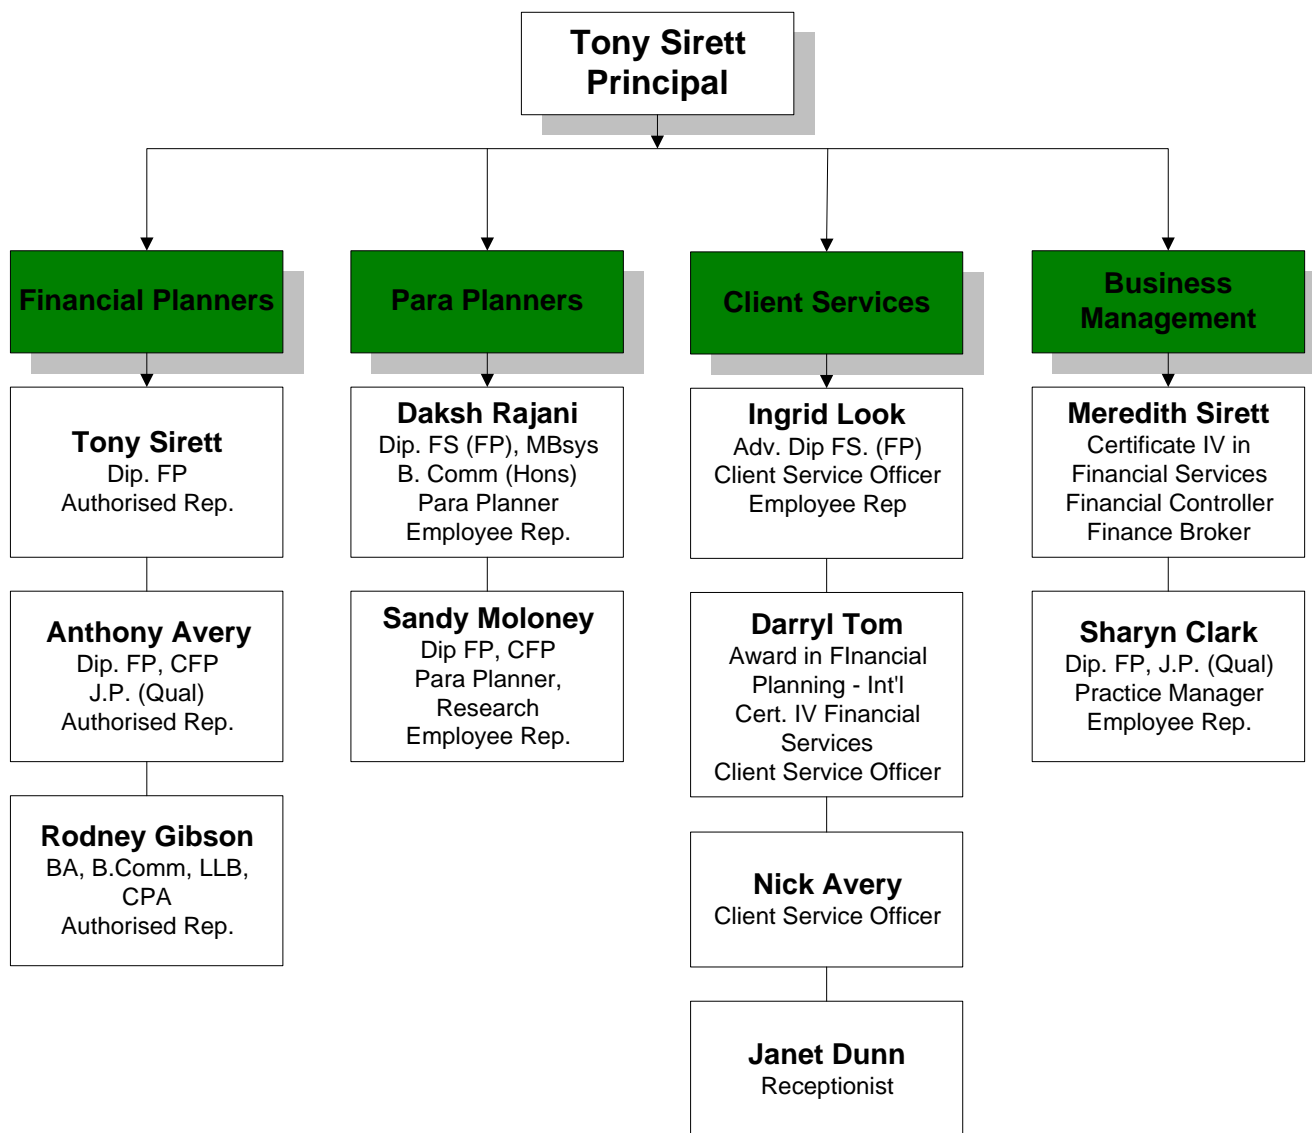 Tony Sirett
Principal
Financial Planners
Para Planners
Client Services
Business
Management
Tony Sirett
Dip. FP
Authorised Rep.
Anthony Avery
Dip. FP, CFP
J.P. (Qual)
Authorised Rep.
Rodney Gibson
BA, B.Comm, LLB,
CPA
Authorised Rep.
Daksh Rajani
Dip. FS (FP), MBsys
B. Comm (Hons)
Para Planner
Employee Rep.
Sandy Moloney
Dip FP, CFP
Para Planner,
Research
Employee Rep.
Ingrid Look
Adv. Dip FS. (FP)
Client Service Officer
Employee Rep
Darryl Tom
Award in FInancial
Planning - Int'l
Cert. IV Financial
Services
Client Service Officer
Nick Avery
Client Service Officer
Janet Dunn
Receptionist
Meredith Sirett
Certificate IV in
Financial Services
Financial Controller
Finance Broker
Sharyn Clark
Dip. FP, J.P. (Qual)
Practice Manager
Employee Rep.